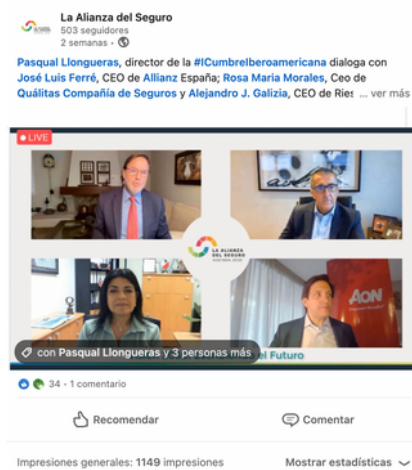 La Alianza del Seguro
503 seguidores
2 semanas •
Pasqual Llongueras, director de la #ICumbreIberoamericana dialoga con
José Luis Ferré, CEO de Allianz España; Rosa Maria Morales, Ceo de
Quálitas Compañía de Seguros y Alejandro J. Galizia, CEO de Ries ... ver más
LIVE
LA ALIANZA
DEL SEGURO
AON
con Pasqual Llongueras y 3 personas más
el Futuro
34 • 1 comentario
Recomendar
Comentar
Impresiones generales: 1149 impresiones
Mostrar estadísticas